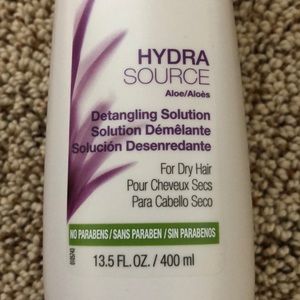 HYDRA
SOURCE
Aloe/Aloès
Detangling Solution
Solution Démêlante
Solución Desenredante
For Dry Hair
Pour Cheveux Secs
Para Cabello Seco
NO PARABENS/SANS PARABEN/SIN PARABENOS
13.5 FL. OZ. / 400 ml